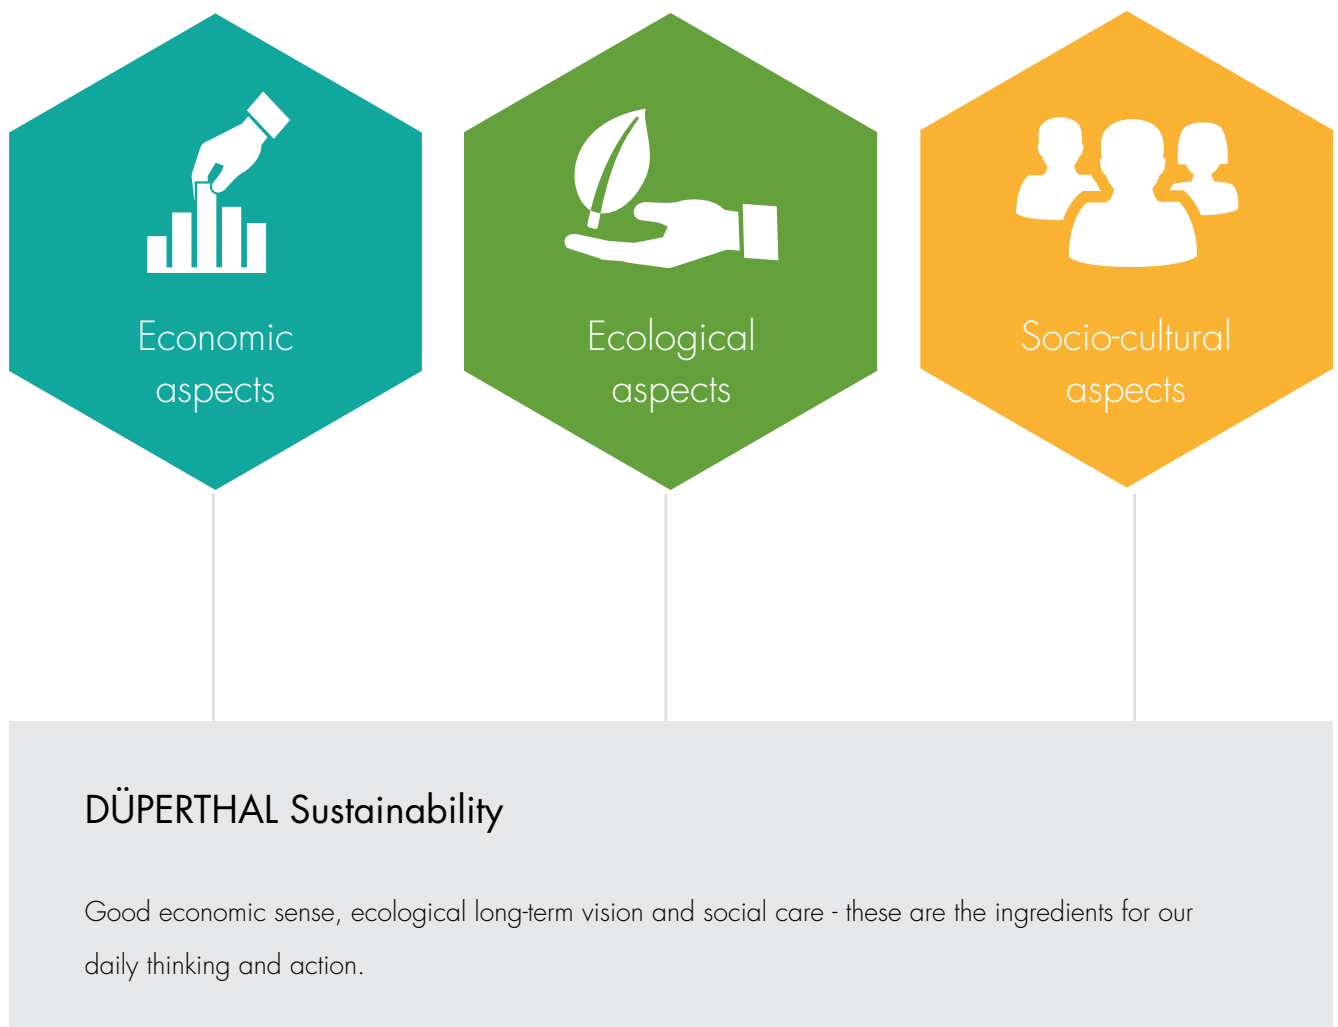 Economic
aspects
Ecological
aspects
Socio-cultural
aspects
DÜPERTHAL Sustainability
Good economic sense, ecological long-term vision and social care - these are the ingredients for our
daily thinking and action.